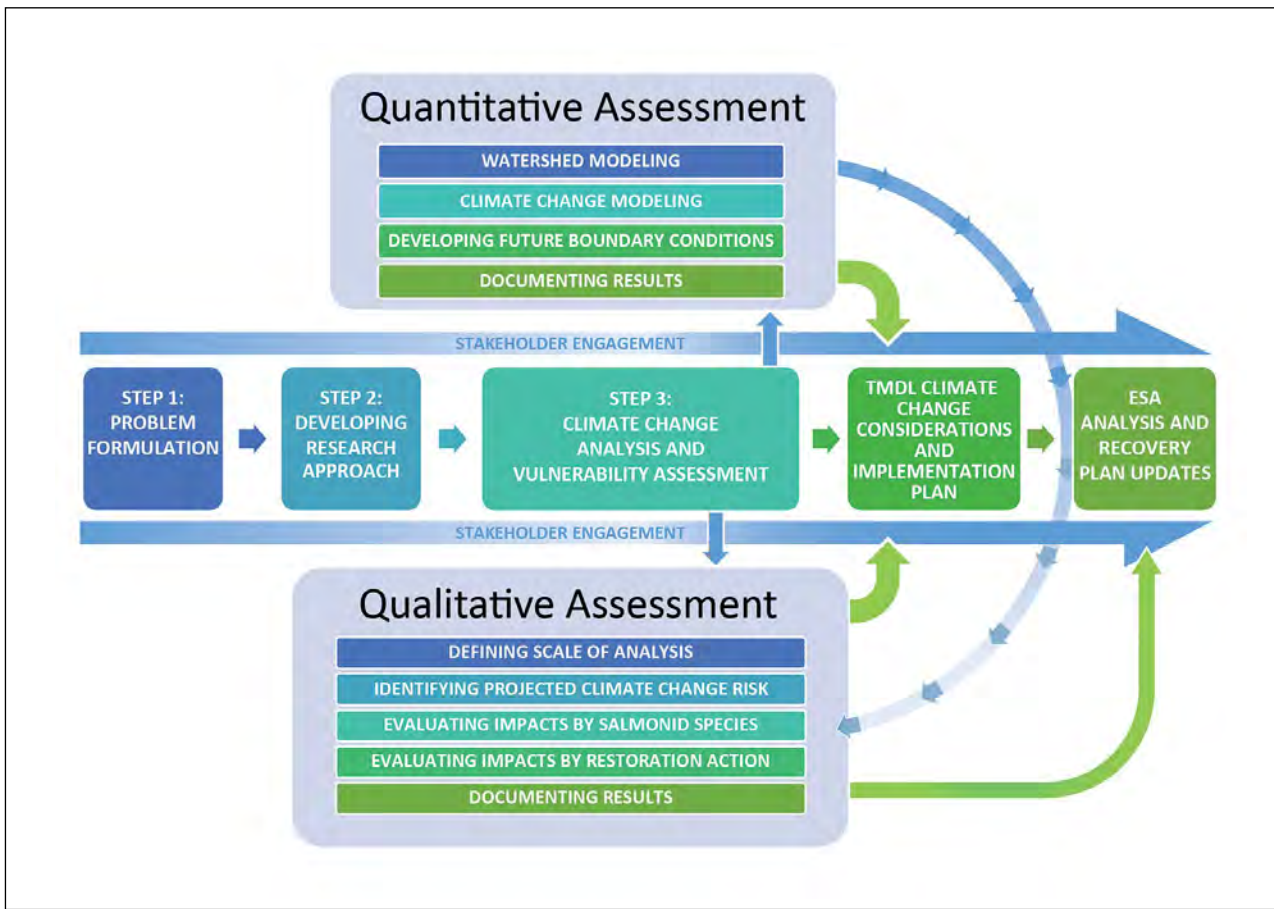 Quantitative Assessment
WATERSHED MODELING
CLIMATE CHANGE MODELING
DEVELOPING FUTURE BOUNDARY CONDITIONS
DOCUMENTING RESULTS
STAKEHOLDER ENGAGEMENT
STEP 1:
PROBLEM
FORMULATION
STEP 2:
DEVELOPING
RESEARCH
APPROACH
STEP 3:
CLIMATE CHANGE
ANALYSIS AND
VULNERABILITY ASSESSMENT
TMDL CLIMATE
CHANGE
CONSIDERATIONS
AND
IMPLEMENTATION
PLAN
ESA
ANALYSIS AND
RECOVERY
PLAN UPDATES
STAKEHOLDER ENGAGEMENT
Qualitative Assessment
DEFINING SCALE OF ANALYSIS
IDENTIFYING PROJECTED CLIMATE CHANGE RISK
EVALUATING IMPACTS BY SALMONID SPECIES
EVALUATING IMPACTS BY RESTORATION ACTION
DOCUMENTING RESULTS